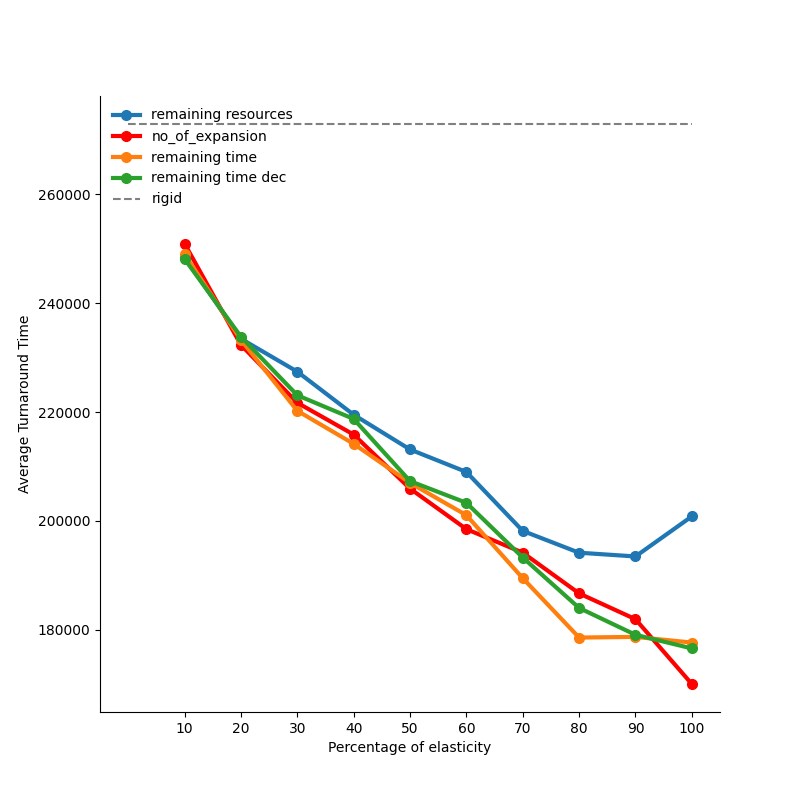 remaining resources
no_of_expansion
remaining time
remaining time dec
rigid
260000
240000
220000
200000
180000
Average Turnaround Time
10 20 30 40 50 60 70 80 90 100
Percentage of elasticity